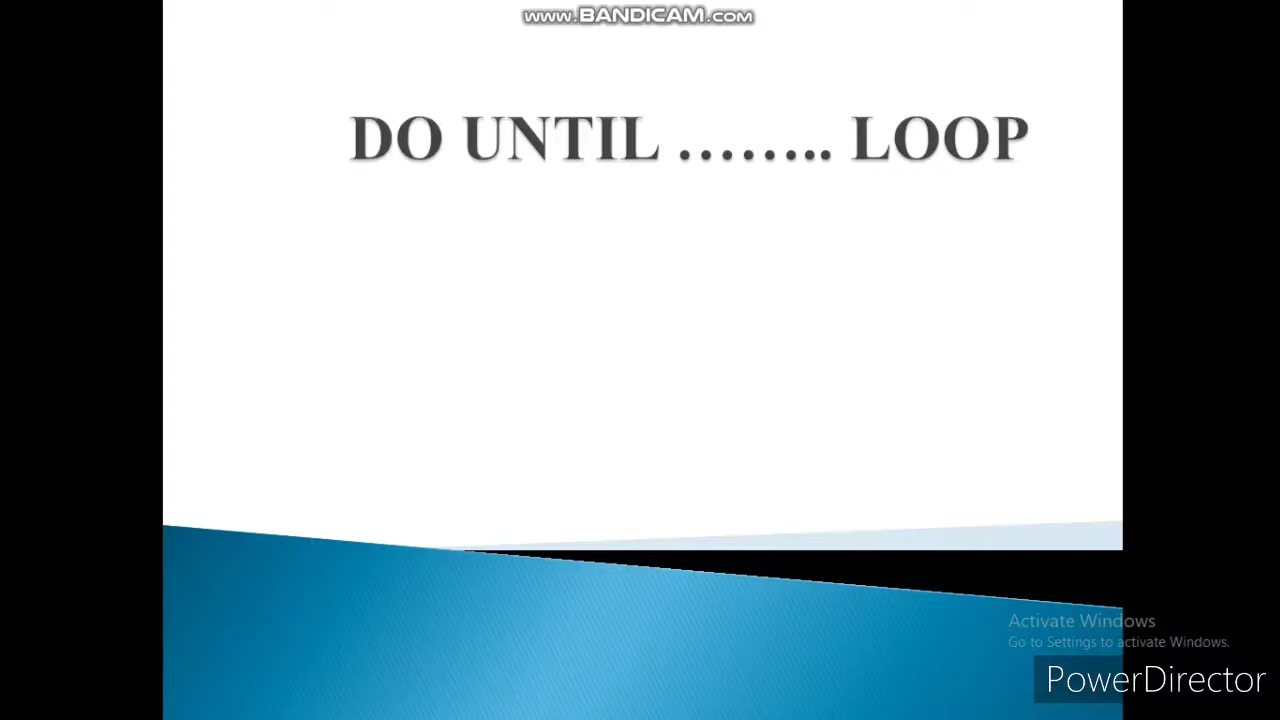 www.BANDICAM.com
DO UNTIL …….. LOOP
Activate Windows
Go to Settings to activate Windows.
PowerDirector